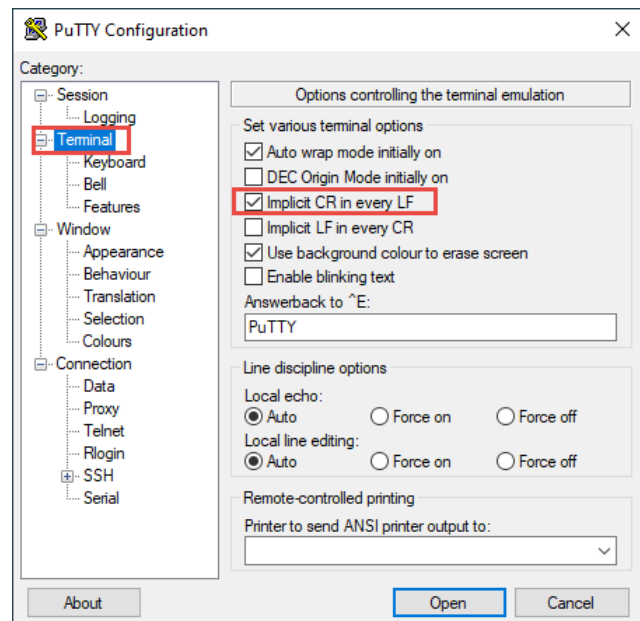 PuTTY Configuration
Category:
Session
Logging
Terminal
Keyboard
Bell
Features
Window
Appearance
Behaviour
Translation
Selection
Colours
Connection
Data
Proxy
Telnet
Rlogin
SSH
Serial
Options controlling the terminal emulation
Set various terminal options
Auto wrap mode initially on
DEC Origin Mode initially on
Implicit CR in every LF
Implicit LF in every CR
Use background colour to erase screen
Enable blinking text
Answerback to ^E:
PuTTY
Line discipline options
Local echo:
Auto Force on Force off
Local line editing:
Auto Force on Force off
Remote-controlled printing
Printer to send ANSI printer output to:
About Open Cancel